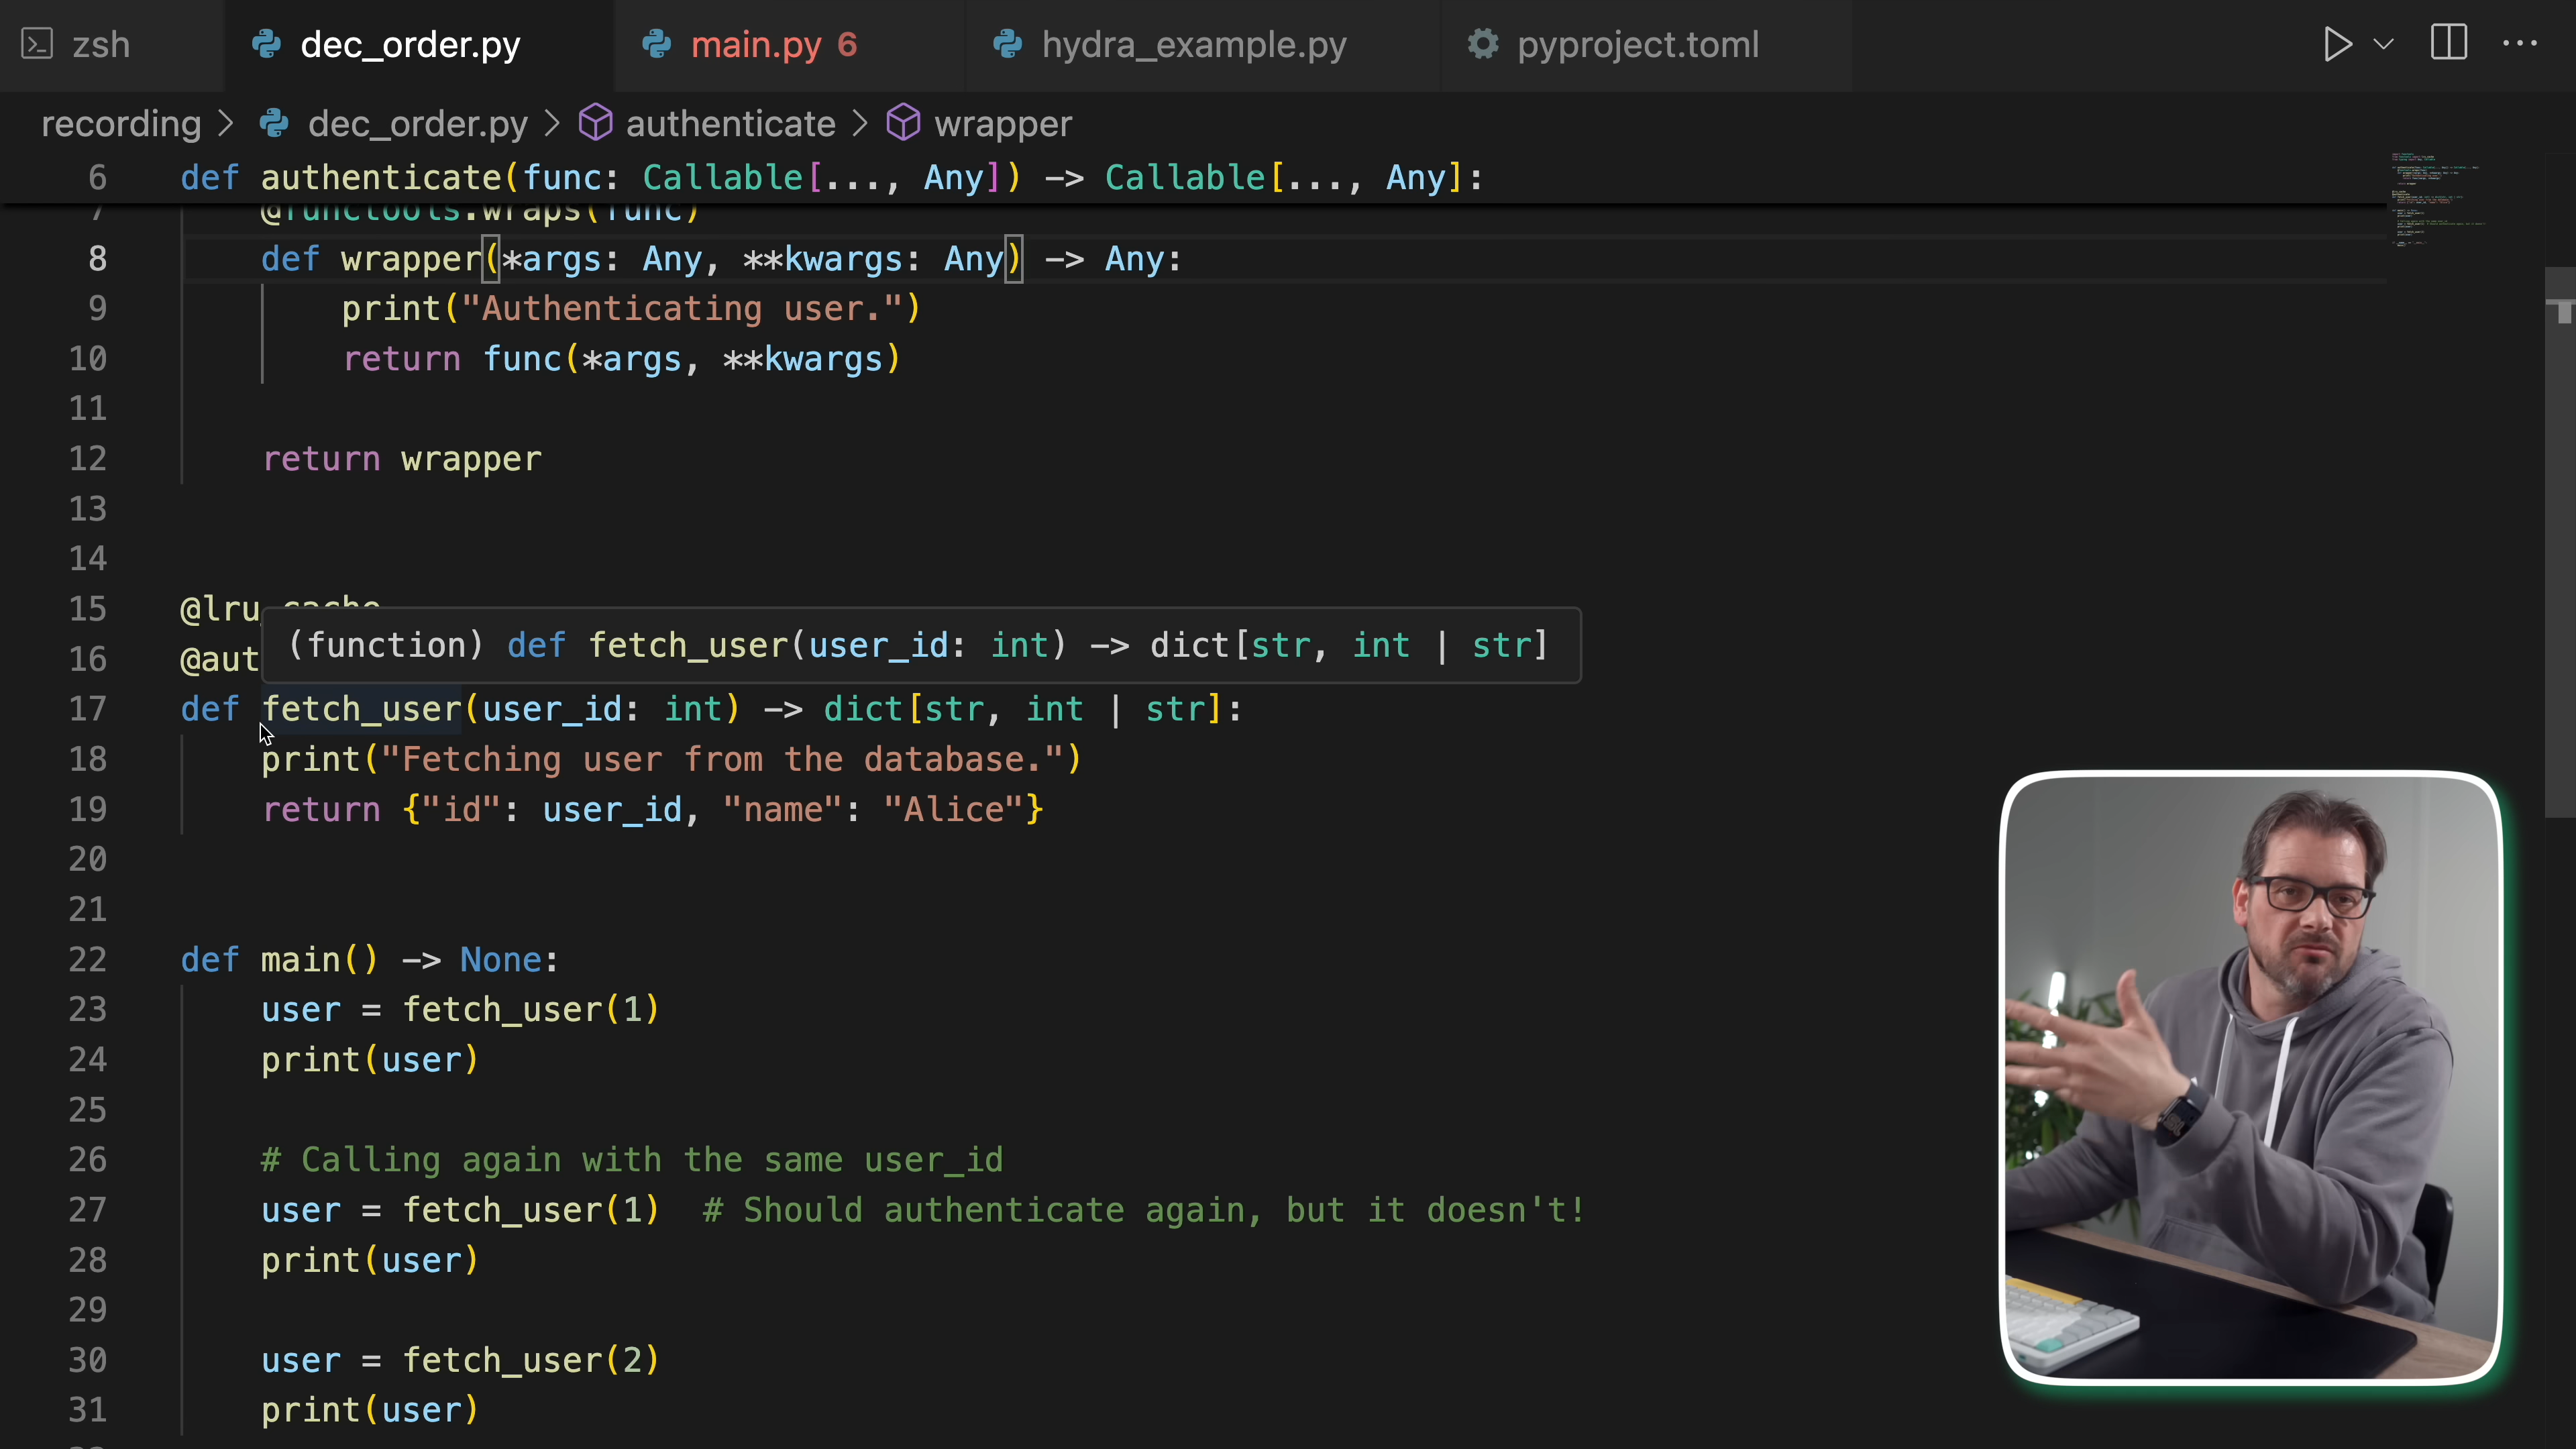 zsh
dec_order.py
main.py 6
hydra_example.py
pyproject.toml
recording > dec_order.py > authenticate > wrapper
6 def authenticate(func: Callable[..., Any]) -> Callable[..., Any]:
7 @functools.wraps(func)
8 def wrapper(*args: Any, **kwargs: Any) -> Any:
9 print("Authenticating user.")
10 return func(*args, **kwargs)
11
12 return wrapper
13
14
15 @lru_cache
(function) def fetch_user(user_id: int) -> dict[str, int | str]
16 @aut
17 def fetch_user(user_id: int) -> dict[str, int | str]:
18 print("Fetching user from the database.")
19 return {"id": user_id, "name": "Alice"}
20
21
22 def main() -> None:
23 user = fetch_user(1)
24 print(user)
25
26 # Calling again with the same user_id
27 user = fetch_user(1) # Should authenticate again, but it doesn't!
28 print(user)
29
30 user = fetch_user(2)
31 print(user)